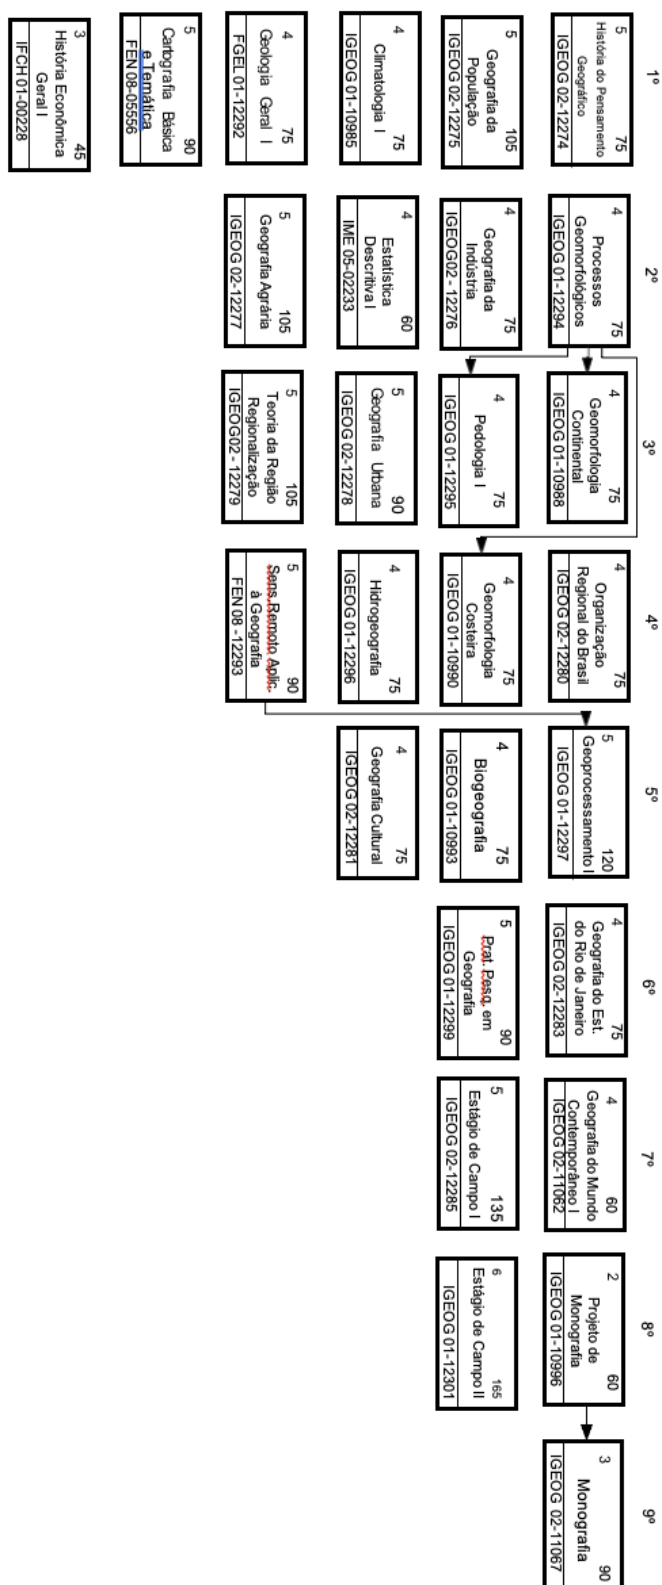 1º
5 75
História do Pensamento
Geográfico
IGEOG 02-12274
5 105
Geografia da
População
IGEOG 02-12275
4 75
Climatologia I
IGEOG 01-10985
4 75
Geologia Geral I
FGEL 01-12292
5 90
Cartografia Básica
e Temática
FEN 08-05556
3 45
História Econômica
Geral I
IFCH 01-00228
2º
4 75
Processos
Geomorfológicos
IGEOG 01-12294
4 75
Geografia da
Indústria
IGEOG02 - 12276
4 60
Estatística
Descritiva I
IME 05-02233
5 105
Geografia Agrária
IGEOG 02-12277
3º
4 75
Geomorfologia
Continental
IGEOG 01-10988
4 75
Pedologia I
IGEOG 01-12295
5 90
Geografia Urbana
IGEOG 02-12278
5 105
Teoria da Região
Regionalização
IGEOG02 - 12279
4º
4 75
Organização
Regional do Brasil
IGEOG 02-12280
4 75
Geomorfologia
Costeira
IGEOG 01-10990
4 75
Hidrogeografia
IGEOG 01-12296
5 90
Sens.Remoto Aplic.
à Geografia
FEN 08 -12293
5º
5 120
Geoprocessamento I
IGEOG 01-12297
4 75
Biogeografia
IGEOG 01-10993
4 75
Geografia Cultural
IGEOG 02-12281
6º
4 75
Geografia do Est.
do Rio de Janeiro
IGEOG 02-12283
5 90
Prat. Pesq. em
Geografia
IGEOG 01-12299
7º
4 60
Geografia do Mundo
Contemporâneo I
IGEOG 02-11062
5 135
Estágio de Campo I
IGEOG 02-12285
8º
2 60
Projeto de
Monografia
IGEOG 01-10996
6 165
Estágio de Campo II
IGEOG 01-12301
9º
3 90
Monografia
IGEOG 02-11067